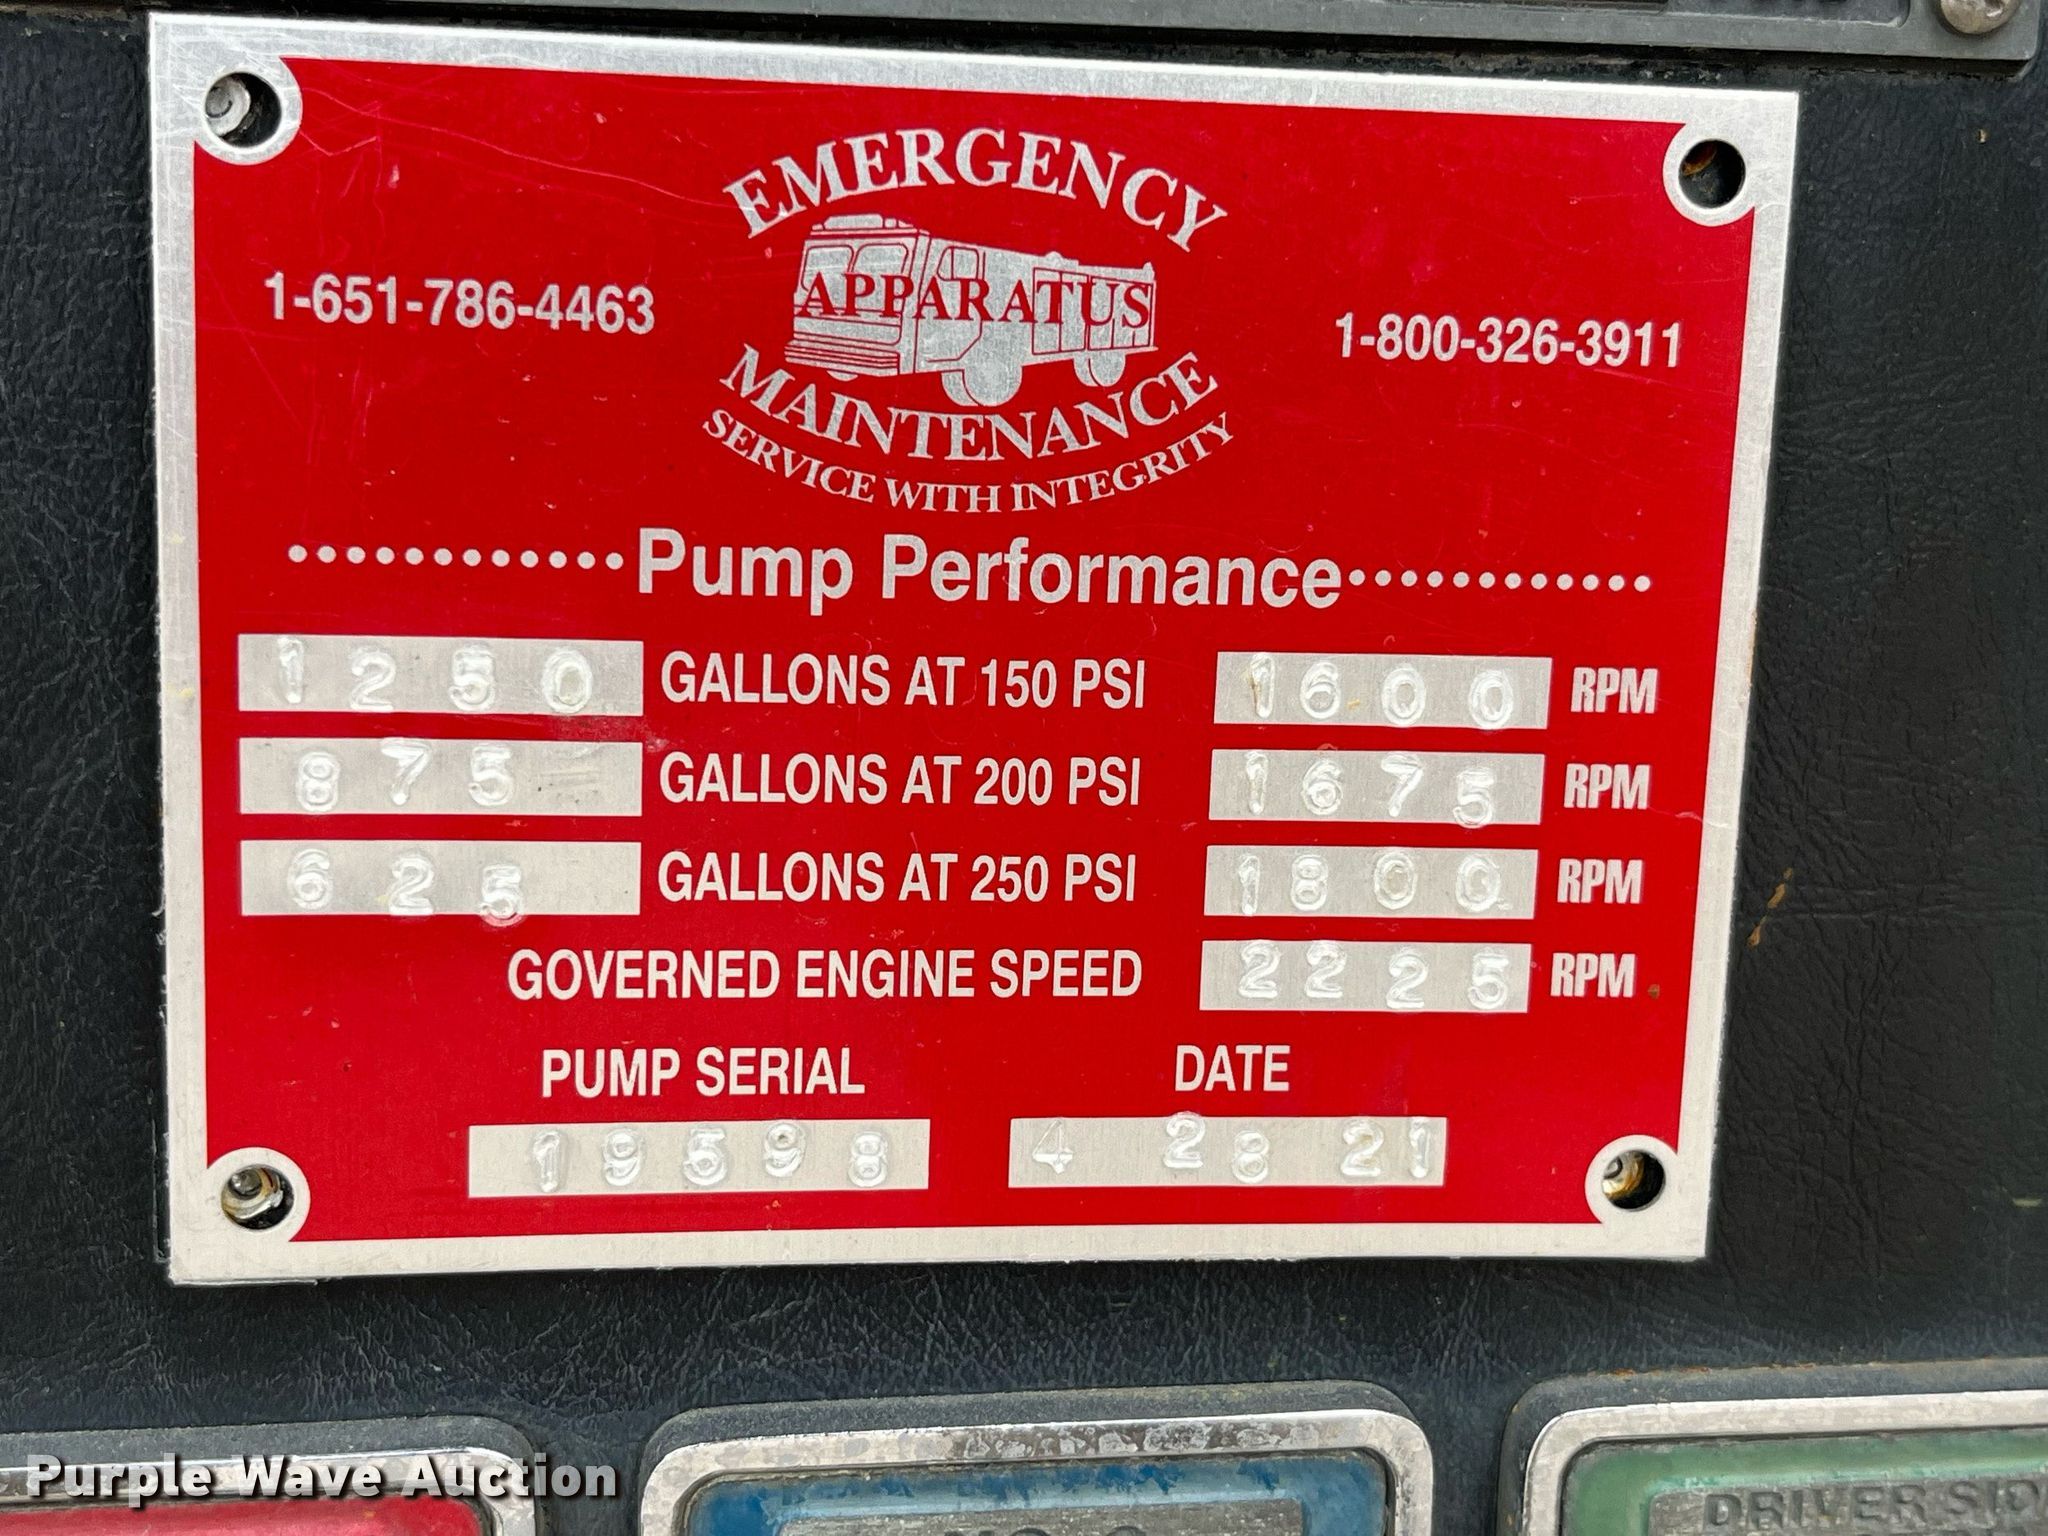 EMERGENCY
APPARATUS
MAINTENANCE
SERVICE WITH INTEGRITY
1-651-786-4463
1-800-326-3911
Pump Performance
1250 GALLONS AT 150 PSI 1600 RPM
875 GALLONS AT 200 PSI 1675 RPM
625 GALLONS AT 250 PSI 1800 RPM
GOVERNED ENGINE SPEED 2225 RPM
PUMP SERIAL DATE
19598 4 28 21
DRIVER
Purple Wave Auction